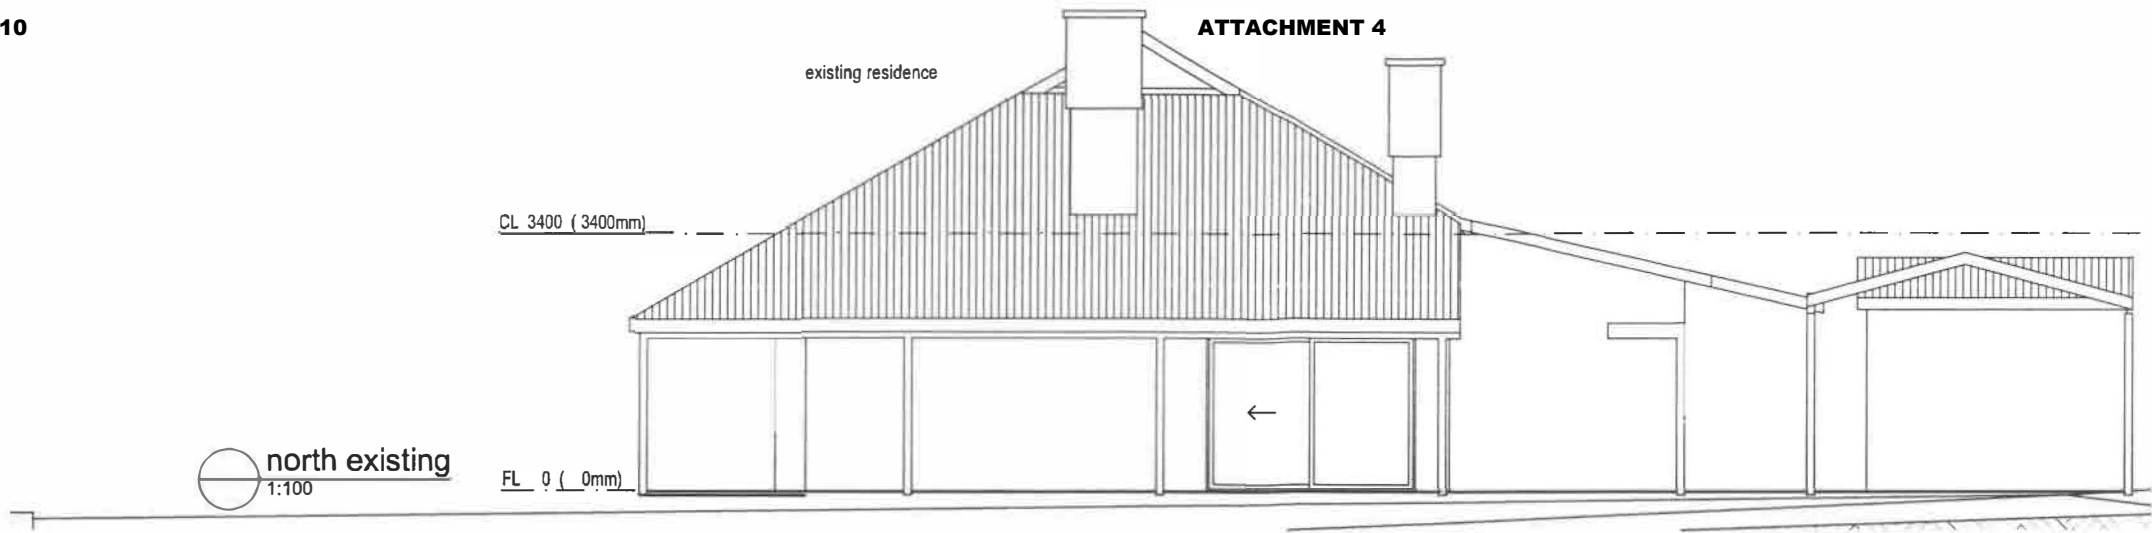 10
ATTACHMENT 4
existing residence
CL 3400 ( 3400mm)
north existing
1:100
FL 0 ( 0mm)